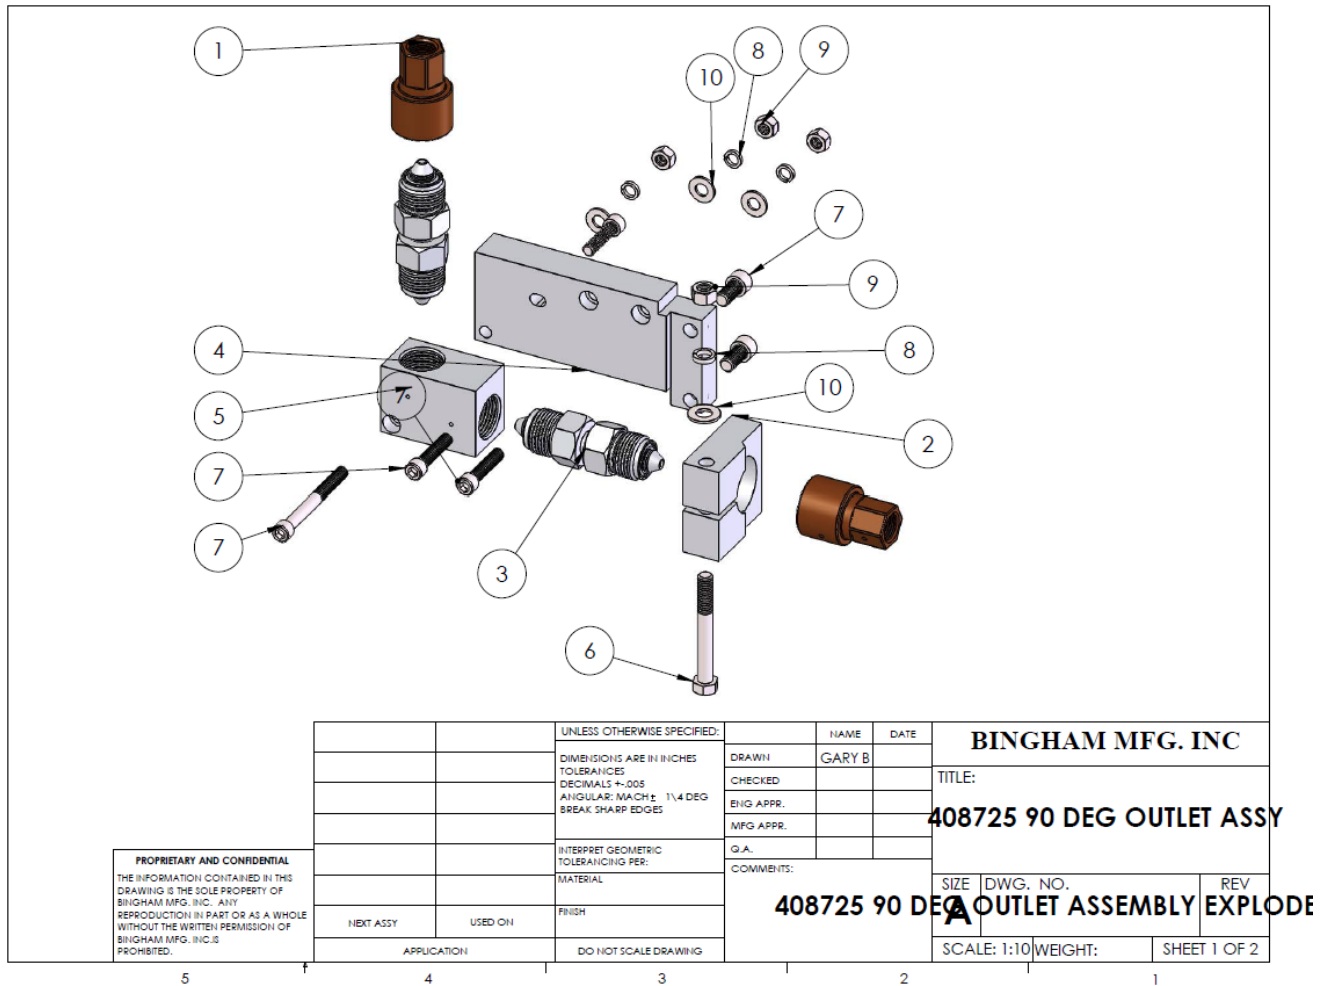 1
8
9
10
7
9
4
8
10
5
7
2
7
7
3
6
UNLESS OTHERWISE SPECIFIED:
DIMENSIONS ARE IN INCHES
TOLERANCES
DECIMALS +-.005
ANGULAR: MACH± 1\4 DEG
BREAK SHARP EDGES
INTERPRET GEOMETRIC
TOLERANCING PER:
MATERIAL
FINISH
DO NOT SCALE DRAWING
NEXT ASSY
USED ON
APPLICATION
PROPRIETARY AND CONFIDENTIAL
THE INFORMATION CONTAINED IN THIS
DRAWING IS THE SOLE PROPERTY OF
BINGHAM MFG. INC. ANY
REPRODUCTION IN PART OR AS A WHOLE
WITHOUT THE WRITTEN PERMISSION OF
BINGHAM MFG. INC.IS
PROHIBITED.
NAME
DATE
DRAWN
GARY B
CHECKED
ENG APPR.
MFG APPR.
Q.A.
COMMENTS:
BINGHAM MFG. INC
TITLE:
408725 90 DEG OUTLET ASSY
SIZE
DWG. NO.
REV
A
408725 90 DEG OUTLET ASSEMBLY EXPLODE
SCALE: 1:10
WEIGHT:
SHEET 1 OF 2
5
4
3
2
1